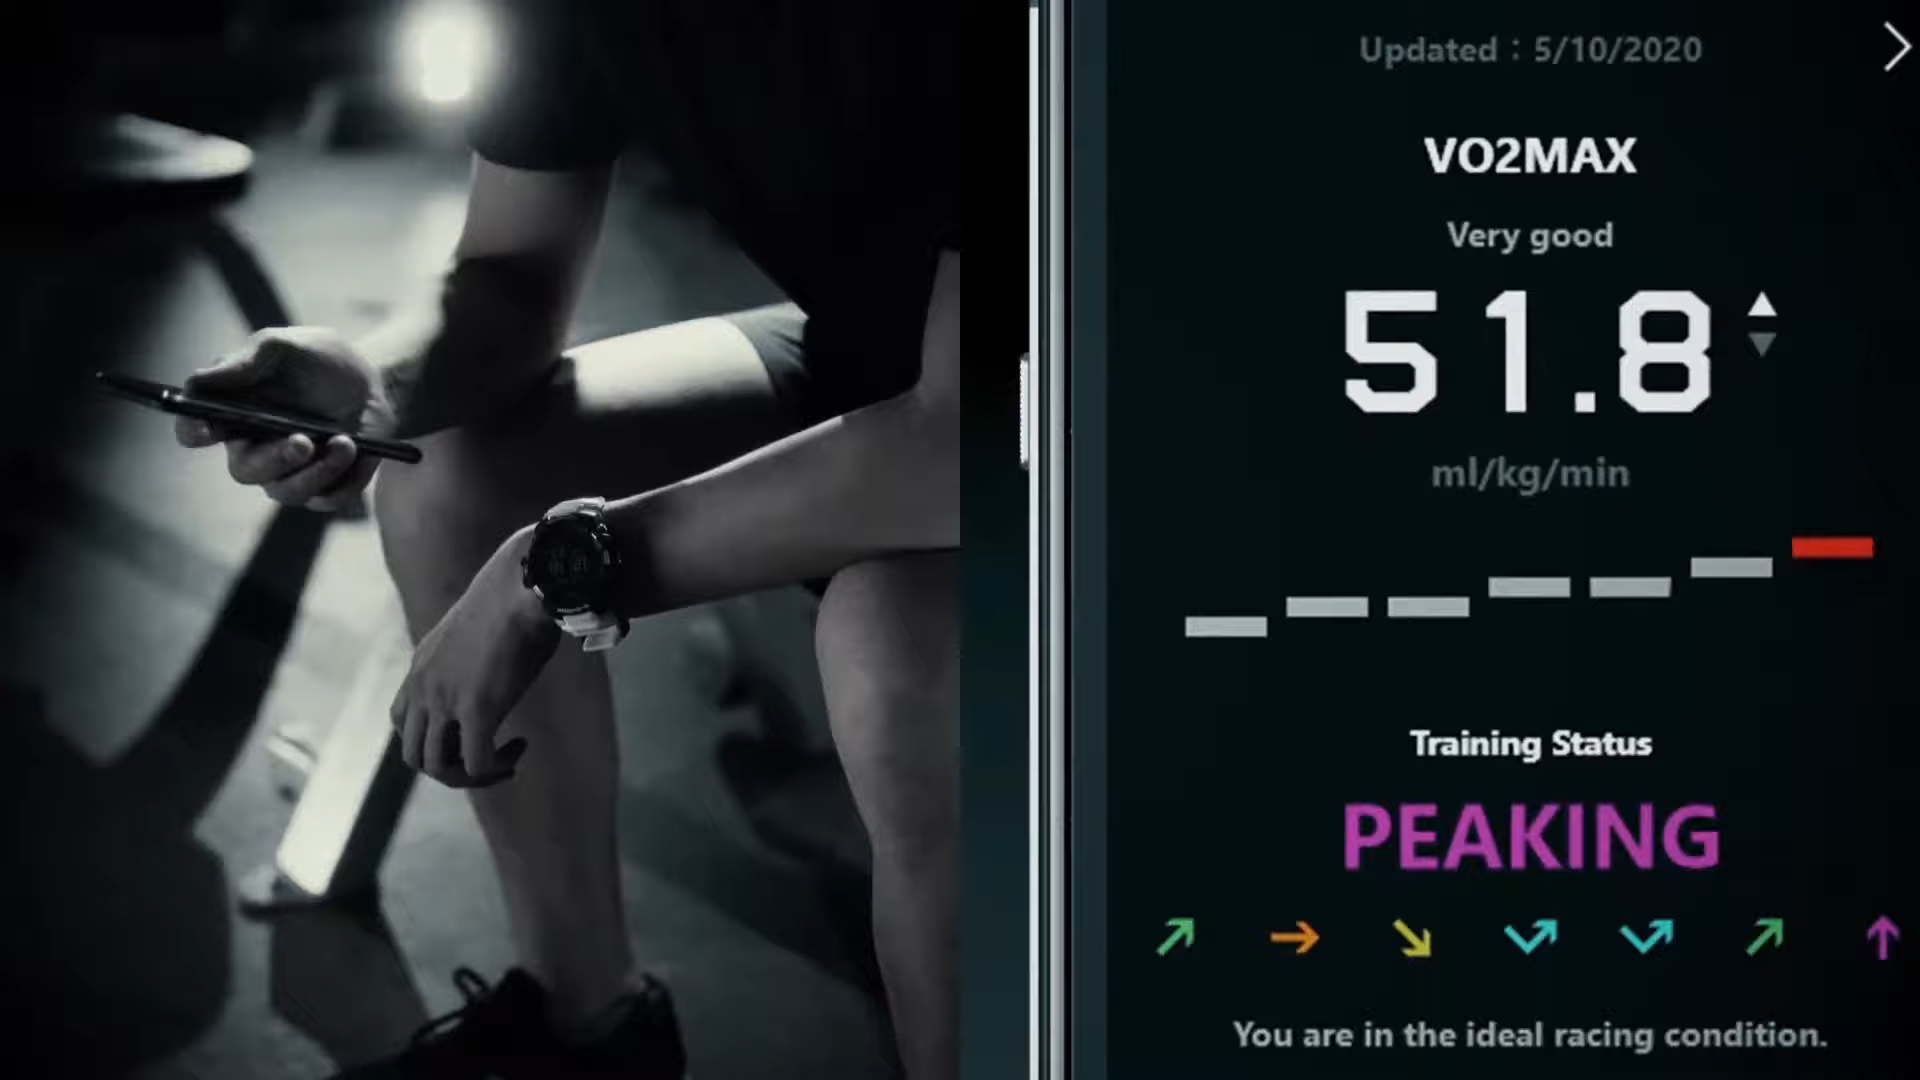 Updated : 5/10/2020
VO2MAX
Very good
51.8
ml/kg/min
Training Status
PEAKING
You are in the ideal racing condition.